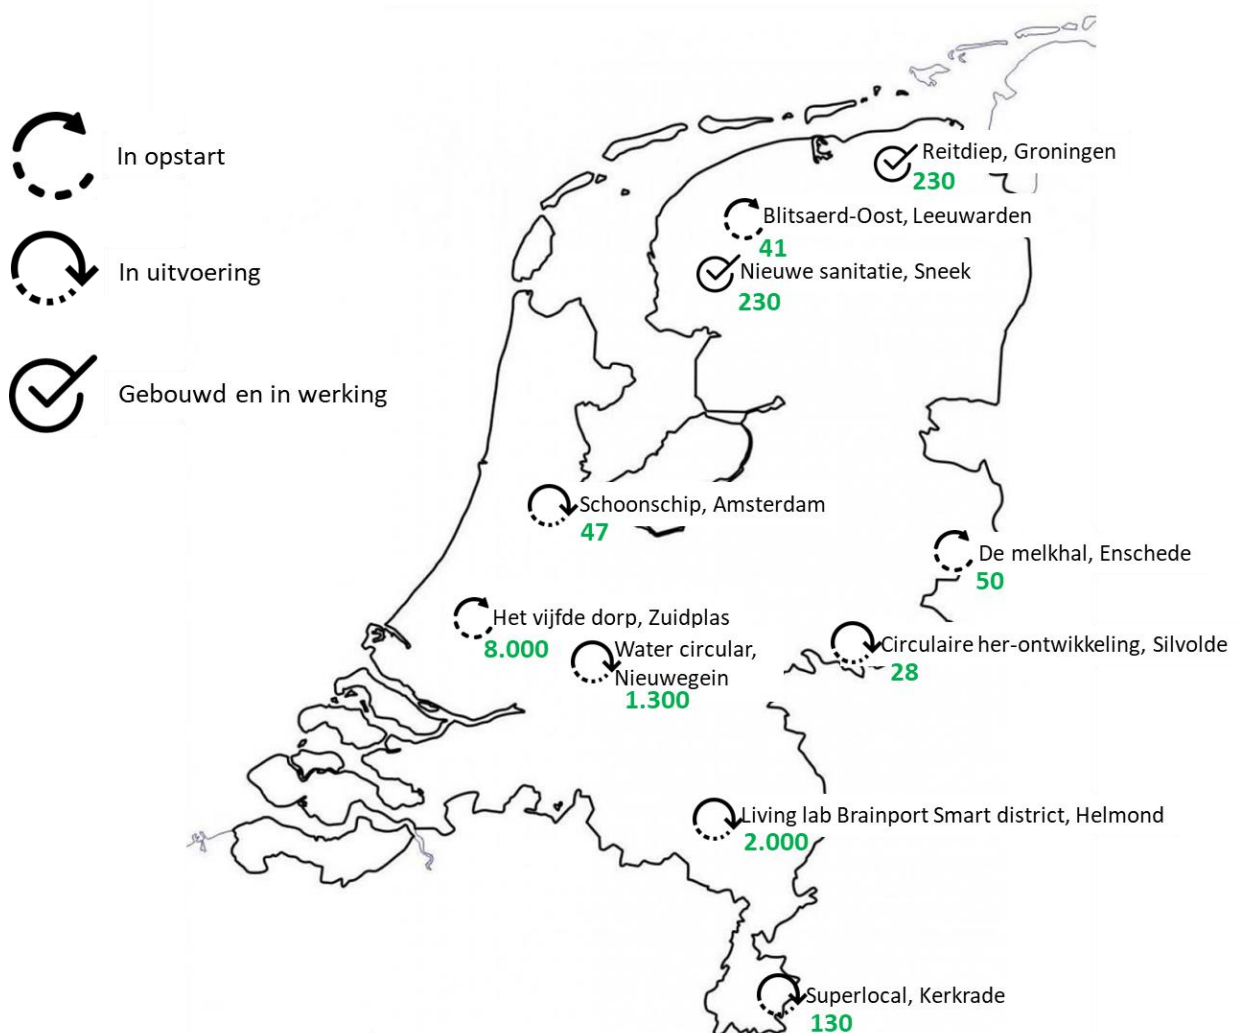 In opstart
In uitvoering
Gebouwd en in werking
Reitdiep, Groningen
230
Blitsaerd-Oost, Leeuwarden
41
Nieuwe sanitatie, Sneek
230
Schoonschip, Amsterdam
47
De melkhal, Enschede
50
Het vijfde dorp, Zuidplas
8.000
Water circular,
Nieuwegein
1.300
Circulaire her-ontwikkeling, Silvolde
28
Living lab Brainport Smart district, Helmond
2.000
Superlocal, Kerkrade
130